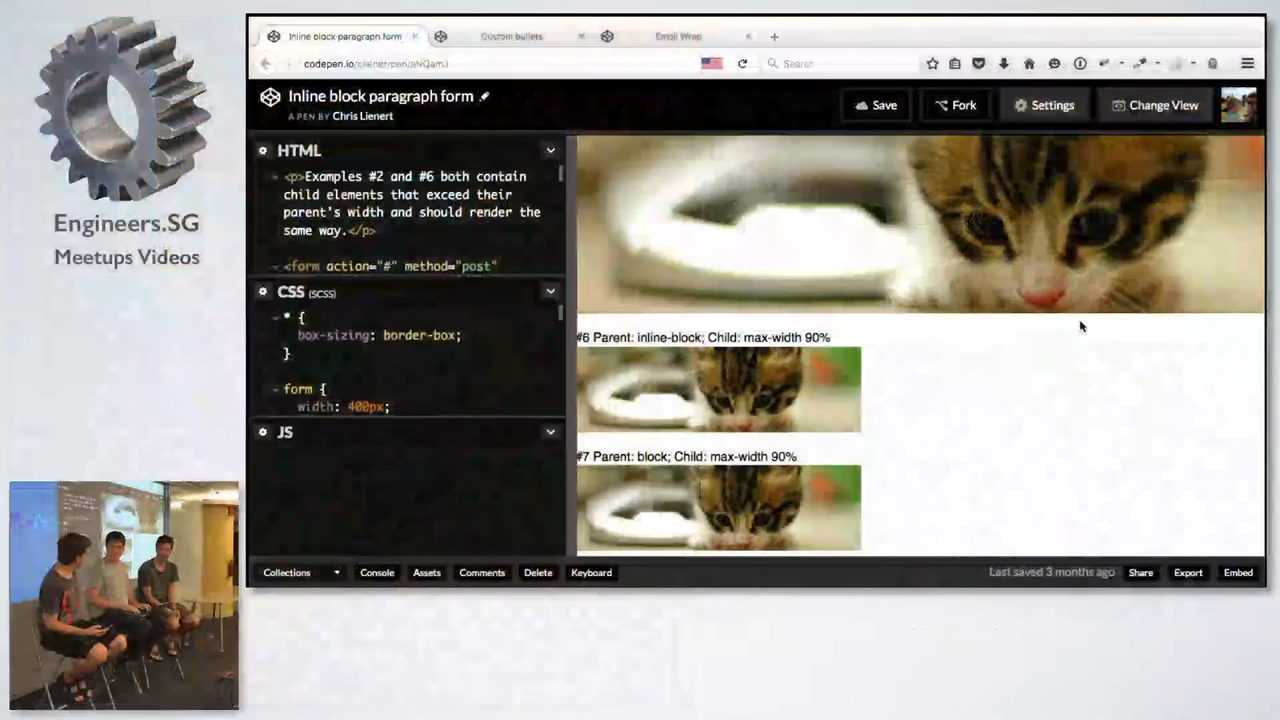 Engineers.SG
Meetups Videos
Inline block paragraph form
Custom bullets
Emoji Wrap
Search
Inline block paragraph form
A PEN BY Chris Lienert
Save
Fork
Settings
Change View
HTML
<p>Examples #2 and #6 both contain
child elements that exceed their
parent's width and should render the
same way.</p>
<form action="#" method="post"
CSS (SCSS)
* {
box-sizing: border-box;
}
form {
width: 400px;
JS
#6 Parent: inline-block; Child: max-width 90%
#7 Parent: block; Child: max-width 90%
Collections
Console
Assets
Comments
Delete
Keyboard
Last saved 3 months ago
Share
Export
Embed